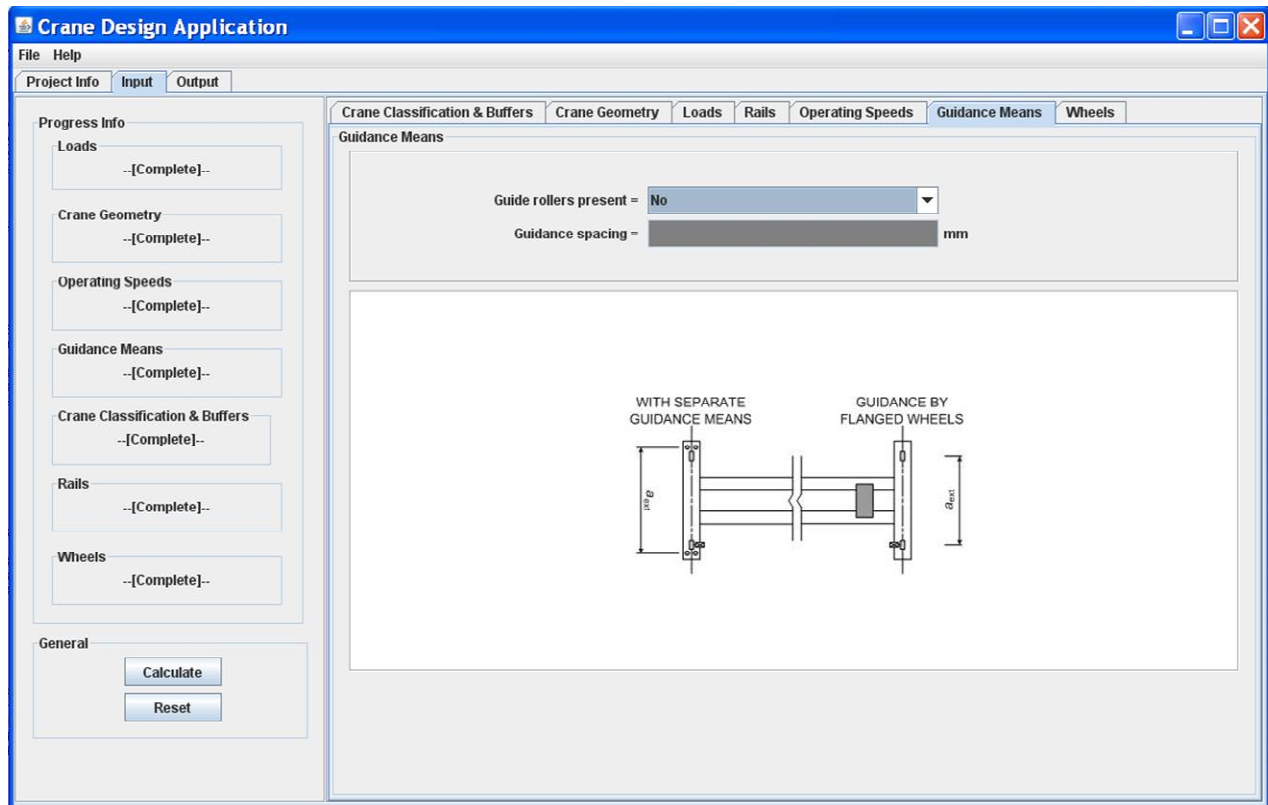 Crane Design Application
File Help
Project Info Input Output
Progress Info
Loads
--[Complete]--
Crane Geometry
--[Complete]--
Operating Speeds
--[Complete]--
Guidance Means
--[Complete]--
Crane Classification & Buffers
--[Complete]--
Rails
--[Complete]--
Wheels
--[Complete]--
General
Calculate
Reset
Crane Classification & Buffers Crane Geometry Loads Rails Operating Speeds Guidance Means Wheels
Guidance Means
Guide rollers present = No
Guidance spacing = mm
WITH SEPARATE
GUIDANCE MEANS
GUIDANCE BY
FLANGED WHEELS
aext
aext